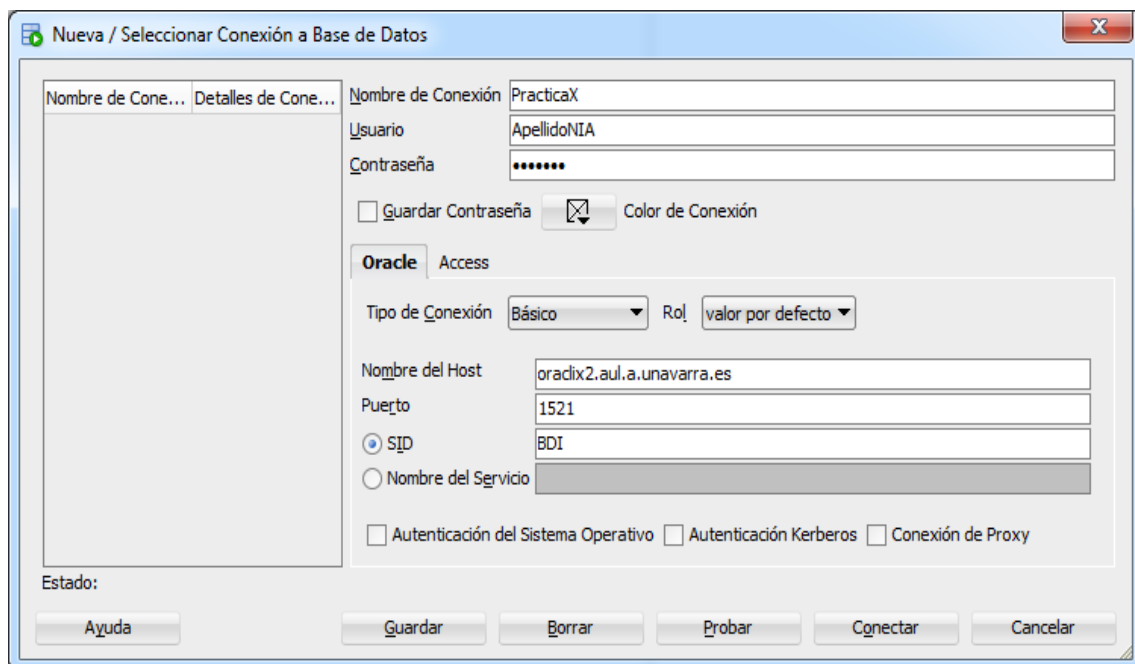 Nueva / Seleccionar Conexión a Base de Datos
Nombre de Cone... Detalles de Cone...
Nombre de Conexión PracticaX
Usuario ApellidoNIA
Contraseña •••••••
Guardar Contraseña Color de Conexión
Oracle Access
Tipo de Conexión Básico Rol valor por defecto
Nombre del Host oraclix2.aul.a.unavarra.es
Puerto 1521
SID BDI
Nombre del Servicio
Autenticación del Sistema Operativo Autenticación Kerberos Conexión de Proxy
Estado:
Ayuda Guardar Borrar Probar Conectar Cancelar